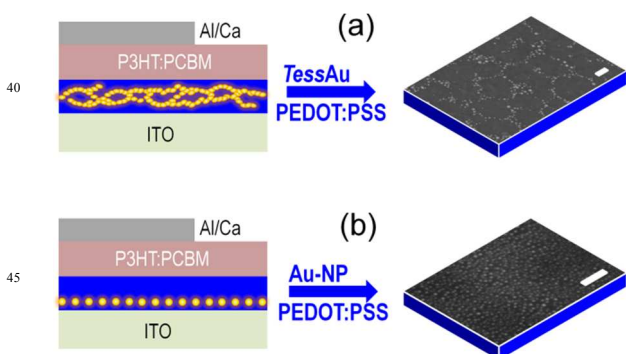 (a)
Al/Ca
P3HT:PCBM
ITO
TessAu
PEDOT:PSS
40
(b)
Al/Ca
P3HT:PCBM
ITO
Au-NP
PEDOT:PSS
45